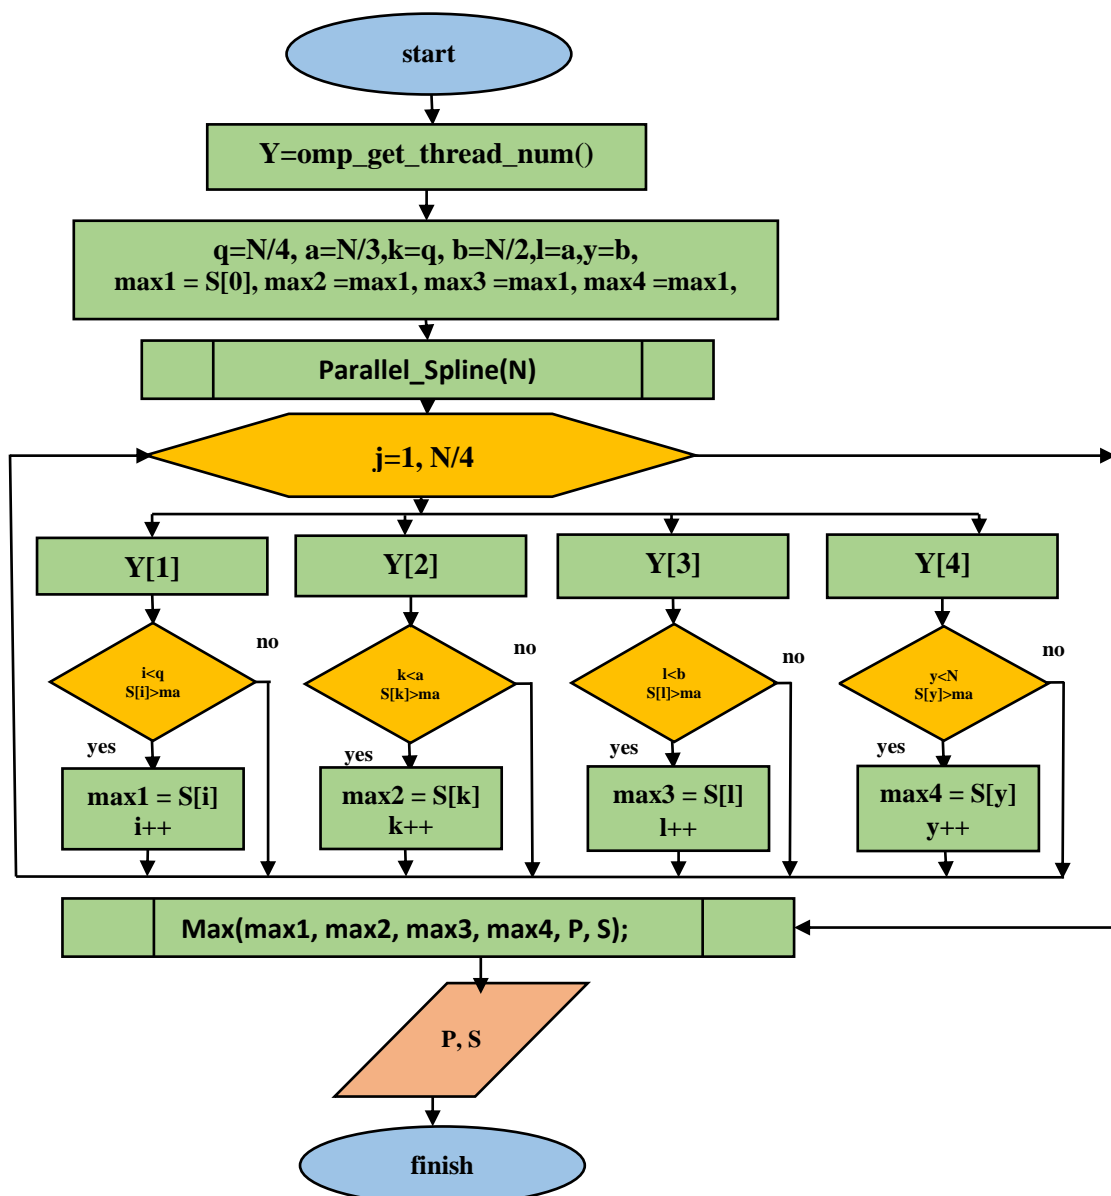 start
Y=omp_get_thread_num()
q=N/4, a=N/3,k=q, b=N/2,l=a,y=b,
max1 = S[0], max2 =max1, max3 =max1, max4 =max1,
Parallel_Spline(N)
j=1, N/4
Y[1]
Y[2]
Y[3]
Y[4]
no
no
no
no
i<q
S[i]>ma
k<a
S[k]>ma
l<b
S[l]>ma
y<N
S[y]>ma
yes
yes
yes
yes
max1 = S[i]
i++
max2 = S[k]
k++
max3 = S[l]
l++
max4 = S[y]
y++
Max(max1, max2, max3, max4, P, S);
P, S
finish